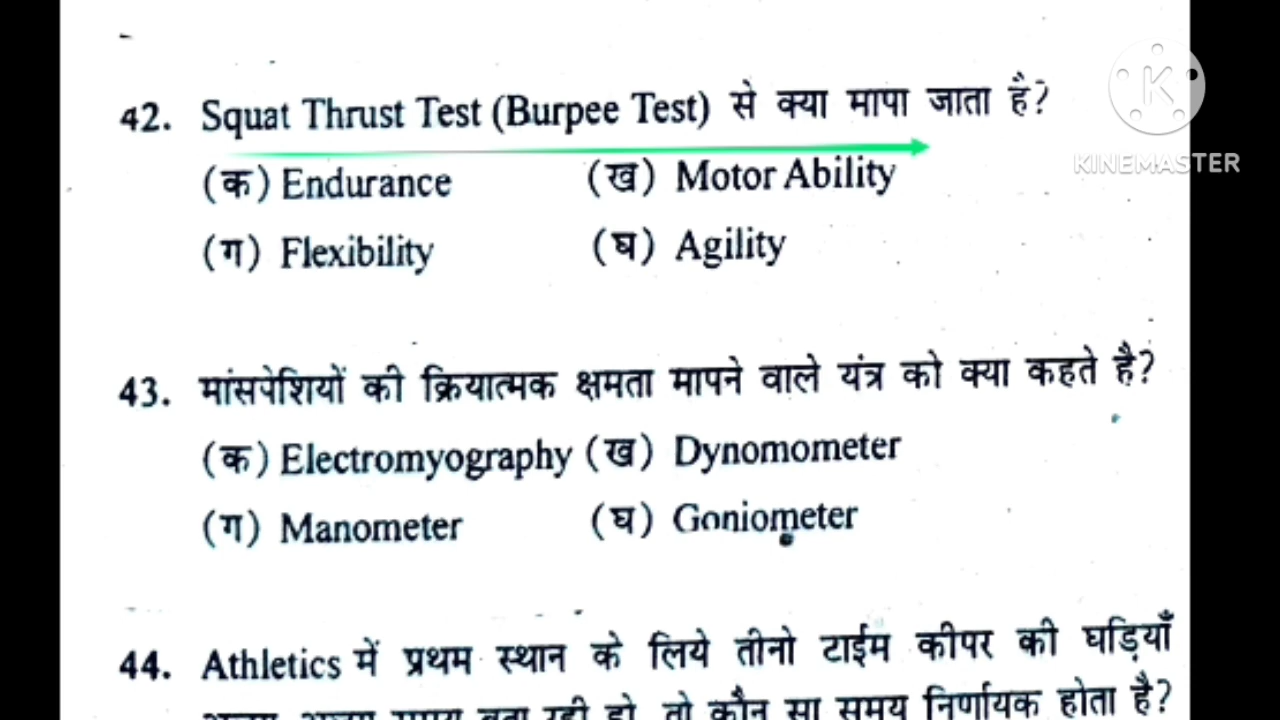 42. Squat Thrust Test (Burpee Test) से क्या मापा जाता है?
(क) Endurance (ख) Motor Ability
(ग) Flexibility (घ) Agility
43. मांसपेशियों की क्रियात्मक क्षमता मापने वाले यंत्र को क्या कहते है?
(क) Electromyography (ख) Dynomometer
(ग) Manometer (घ) Goniometer
44. Athletics में प्रथम स्थान के लिये तीनो टाईम कीपर की घड़ियाँ
तो कौन सा समय निर्णायक होता है?
K
KINEMASTER